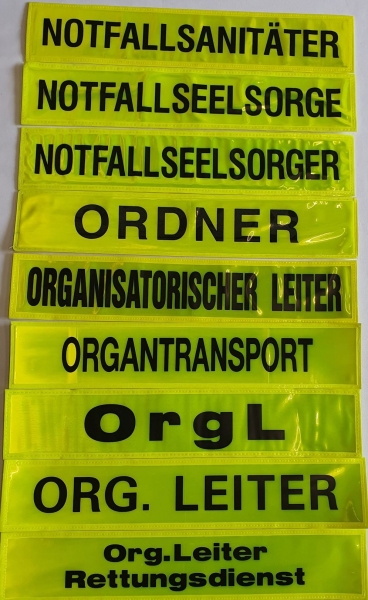 NOTFALLSANITÄTER
NOTFALLSEELSORGE
NOTFALLSEELSORGER
ORDNER
ORGANISATORISCHER LEITER
ORGANTRANSPORT
OrgL
ORG. LEITER
Org.Leiter
Rettungsdienst